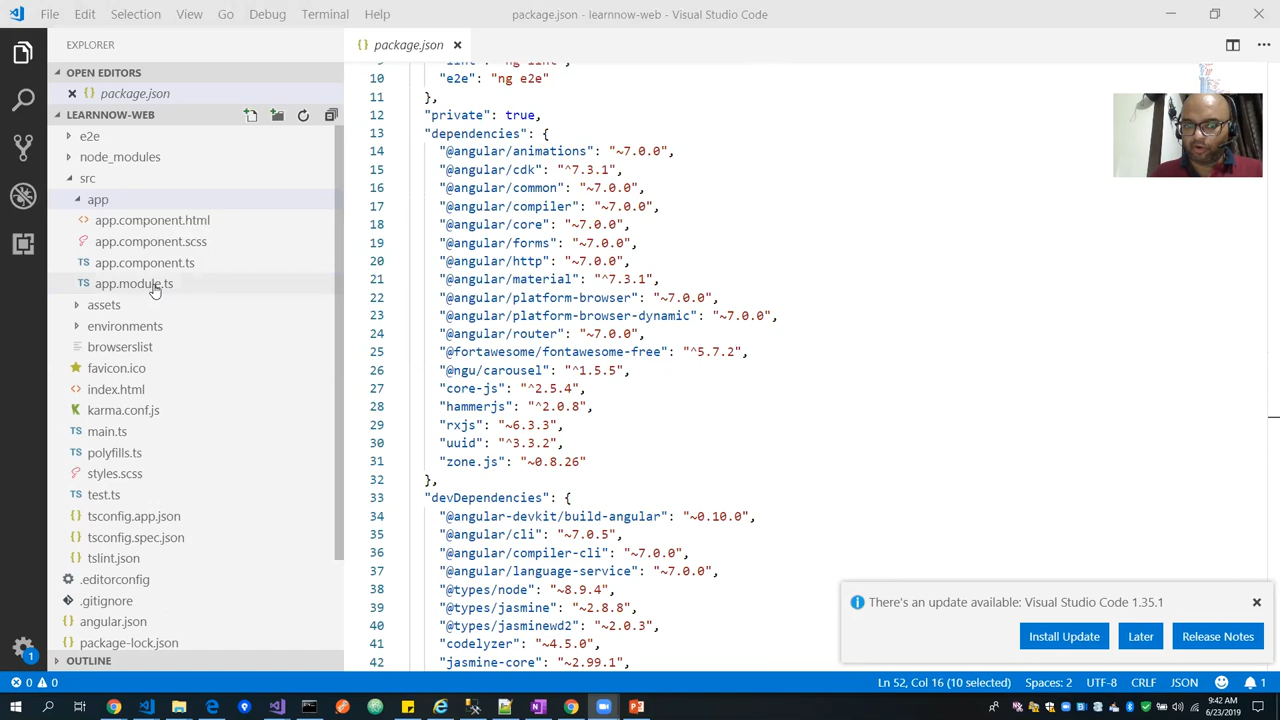 File Edit Selection View Go Debug Terminal Help
package.json - learnnow-web - Visual Studio Code
EXPLORER
OPEN EDITORS
{} package.json
LEARNNOW-WEB
e2e
node_modules
src
app
app.component.html
app.component.scss
TS app.component.ts
TS app.module.ts
assets
environments
browserslist
favicon.ico
index.html
karma.conf.js
TS main.ts
TS polyfills.ts
styles.scss
TS test.ts
{} tsconfig.app.json
{} tsconfig.spec.json
{} tslint.json
.editorconfig
.gitignore
{} angular.json
{} package-lock.json
OUTLINE
{} package.json
10 "e2e": "ng e2e"
11 },
12 "private": true,
13 "dependencies": {
14 "@angular/animations": "~7.0.0",
15 "@angular/cdk": "^7.3.1",
16 "@angular/common": "~7.0.0",
17 "@angular/compiler": "~7.0.0",
18 "@angular/core": "~7.0.0",
19 "@angular/forms": "~7.0.0",
20 "@angular/http": "~7.0.0",
21 "@angular/material": "^7.3.1",
22 "@angular/platform-browser": "~7.0.0",
23 "@angular/platform-browser-dynamic": "~7.0.0",
24 "@angular/router": "~7.0.0",
25 "@fortawesome/fontawesome-free": "^5.7.2",
26 "@ngu/carousel": "^1.5.5",
27 "core-js": "^2.5.4",
28 "hammerjs": "^2.0.8",
29 "rxjs": "~6.3.3",
30 "uuid": "^3.3.2",
31 "zone.js": "~0.8.26"
32 },
33 "devDependencies": {
34 "@angular-devkit/build-angular": "~0.10.0",
35 "@angular/cli": "~7.0.5",
36 "@angular/compiler-cli": "~7.0.0",
37 "@angular/language-service": "~7.0.0",
38 "@types/node": "~8.9.4",
39 "@types/jasmine": "~2.8.8",
40 "@types/jasminewd2": "~2.0.3",
41 "codelyzer": "~4.5.0",
42 "jasmine-core": "~2.99.1",
There's an update available: Visual Studio Code 1.35.1
Install Update Later Release Notes
1
0 0
Ln 52, Col 16 (10 selected) Spaces: 2 UTF-8 CRLF JSON 1
9:42 AM
6/23/2019